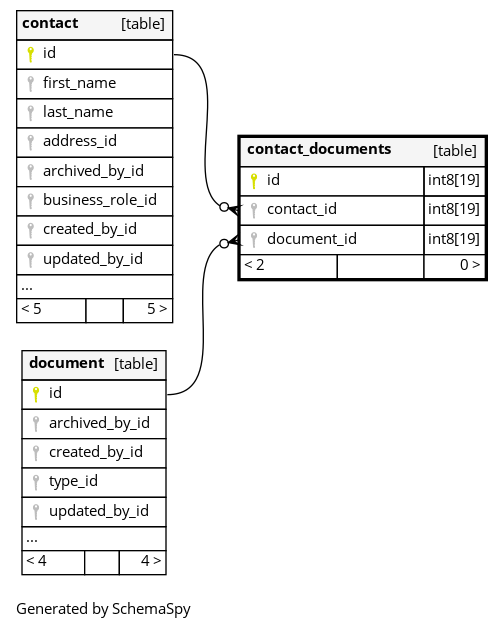 contact [table]
id
first_name
last_name
address_id
archived_by_id
business_role_id
created_by_id
updated_by_id
...
< 5 5 >
contact_documents [table]
id int8[19]
contact_id int8[19]
document_id int8[19]
< 2 0 >
document [table]
id
archived_by_id
created_by_id
type_id
updated_by_id
...
< 4 4 >
Generated by SchemaSpy